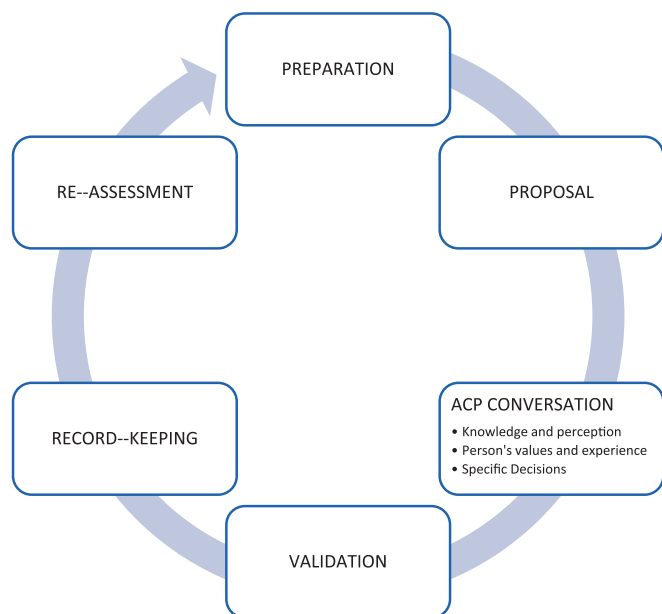 PREPARATION
PROPOSAL
ACP CONVERSATION
• Knowledge and perception
• Person's values and experience
• Specific Decisions
VALIDATION
RECORD--KEEPING
RE--ASSESSMENT